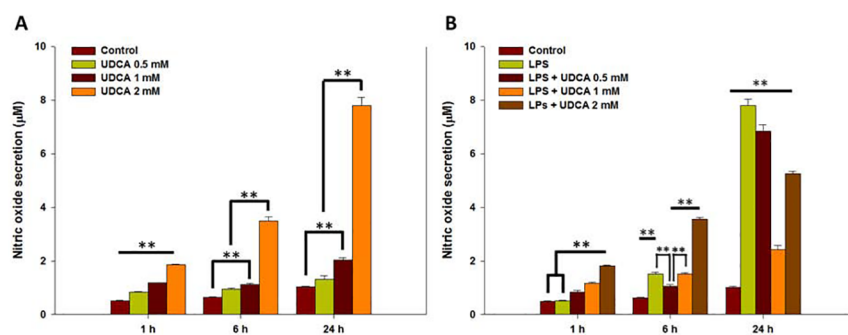 A
Nitric oxide secretion (µM)
10
8
6
4
2
0
Control
UDCA 0.5 mM
UDCA 1 mM
UDCA 2 mM
**
**
**
**
**
1 h
6 h
24 h
B
Nitric oxide secretion (µM)
10
8
6
4
2
0
Control
LPS
LPS + UDCA 0.5 mM
LPS + UDCA 1 mM
LPs + UDCA 2 mM
**
**
**
**
**
**
1 h
6 h
24 h